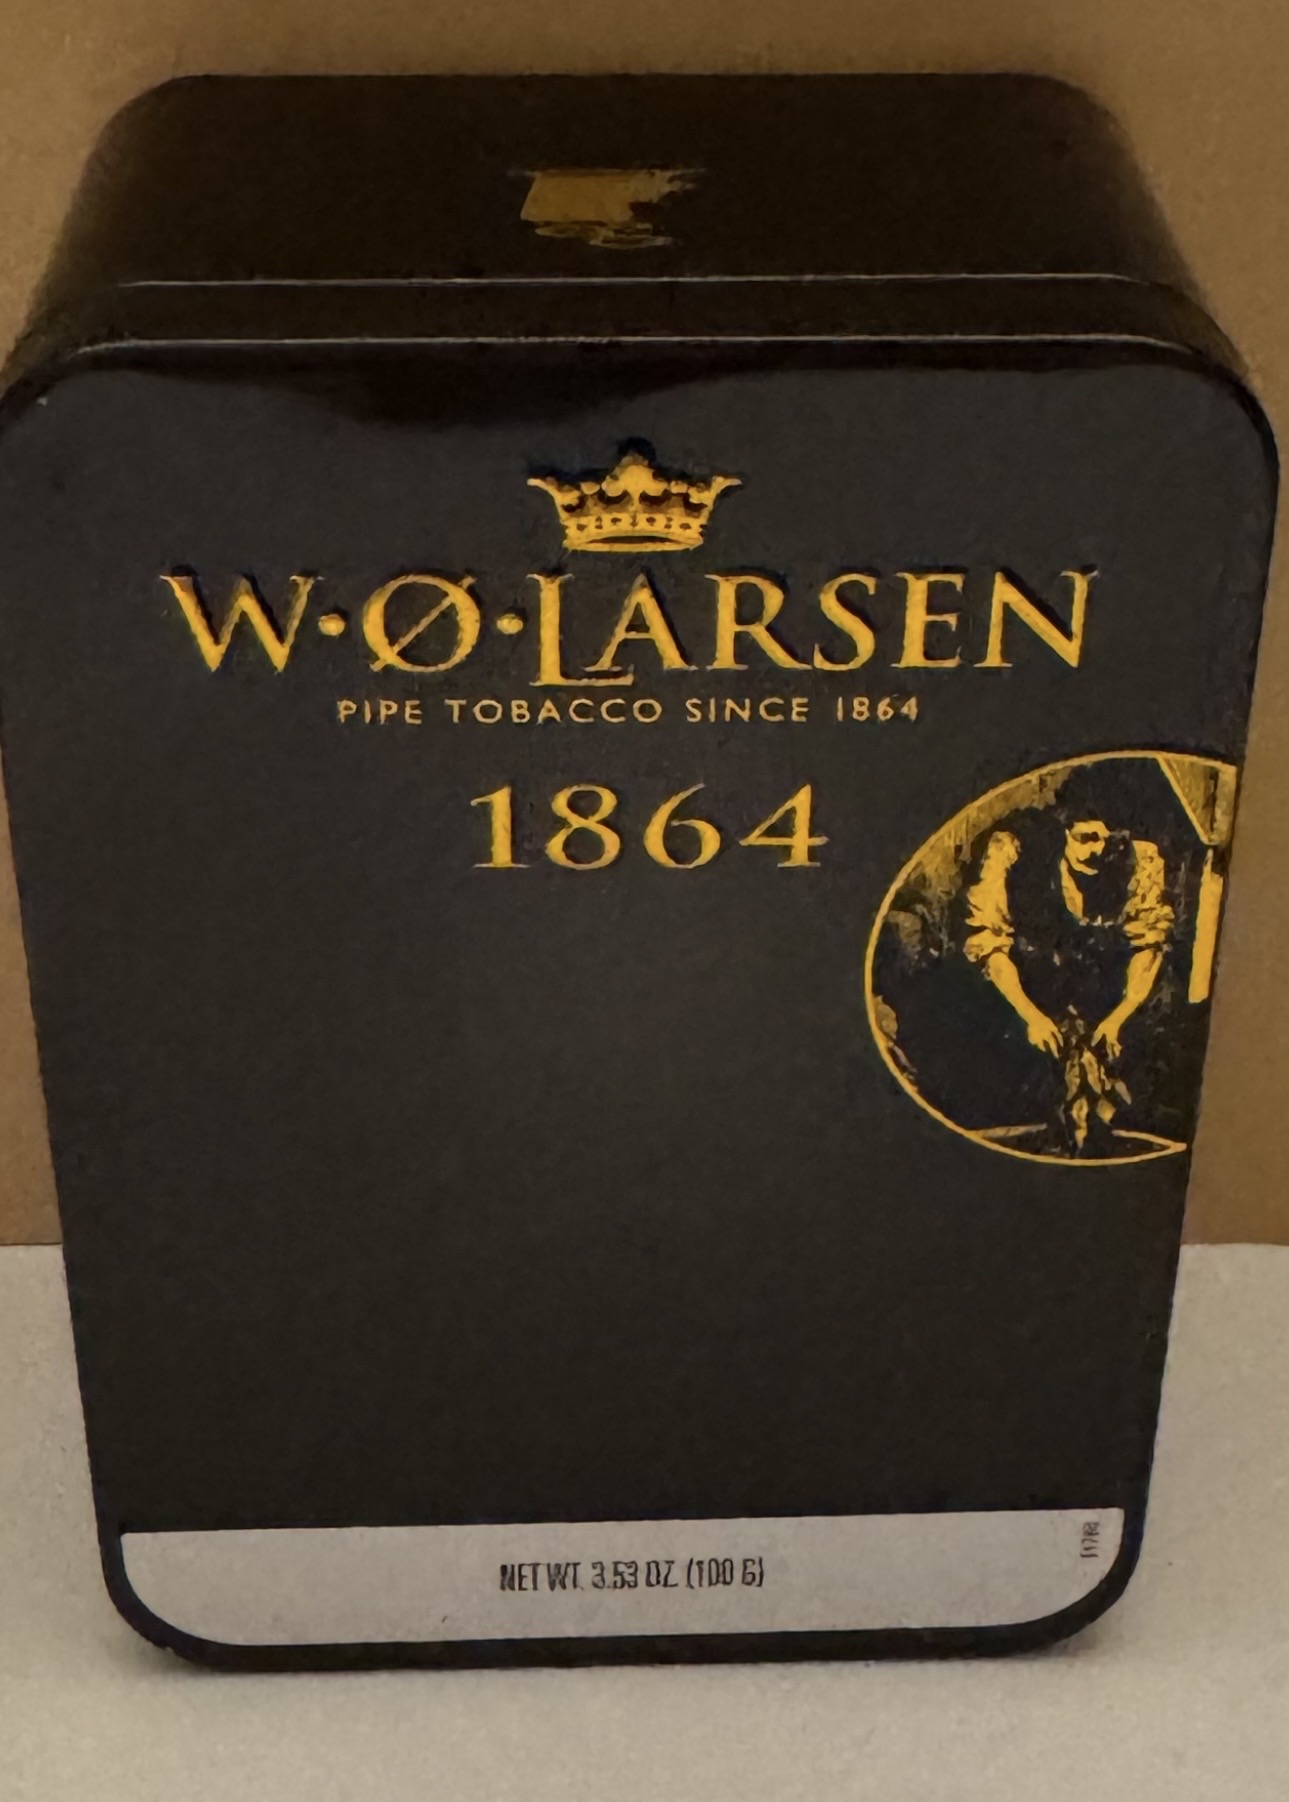 W·Ø·LARSEN
PIPE TOBACCO SINCE 1864
1864
NET WT. 3.53 OZ. (100 G)